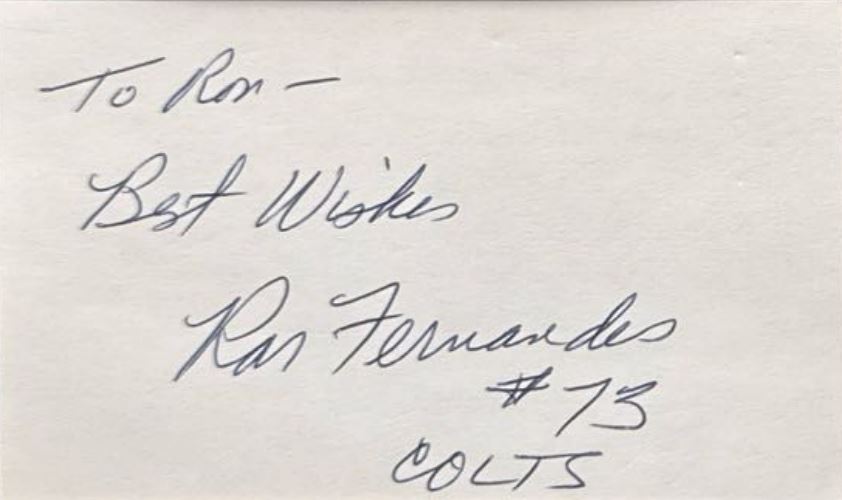 To Ron —
Best Wishes
Ron Fernandes
#73
COLTS